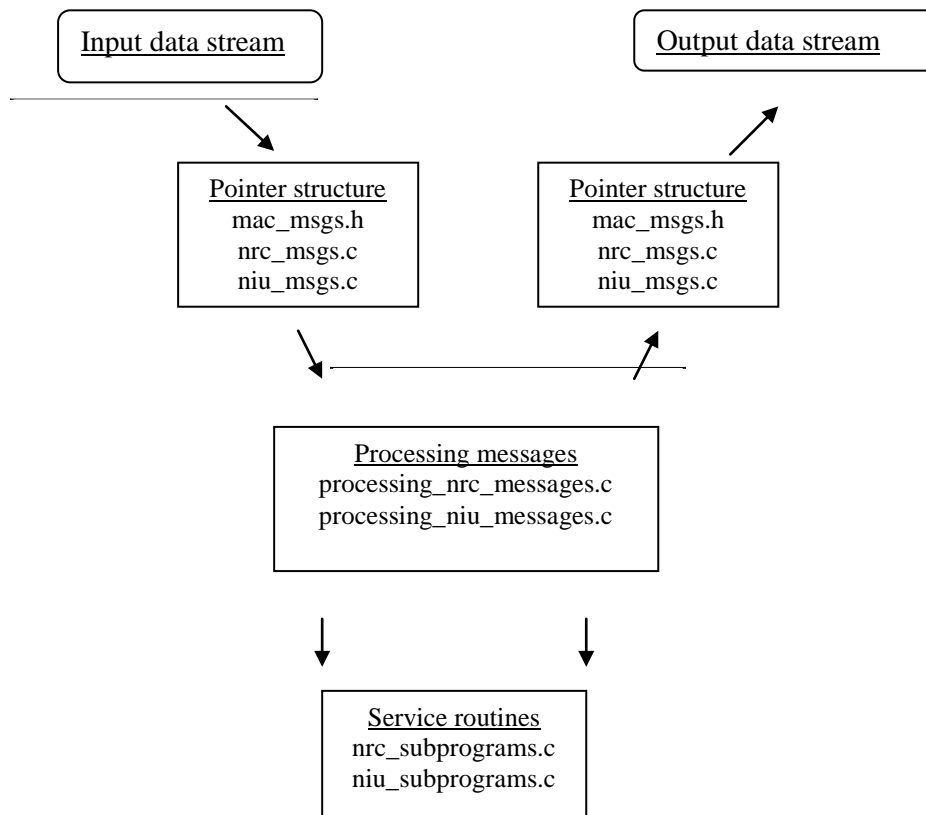 Input data stream
Output data stream
Pointer structure
mac_msgs.h
nrc_msgs.c
niu_msgs.c
Pointer structure
mac_msgs.h
nrc_msgs.c
niu_msgs.c
Processing messages
processing_nrc_messages.c
processing_niu_messages.c
Service routines
nrc_subprograms.c
niu_subprograms.c